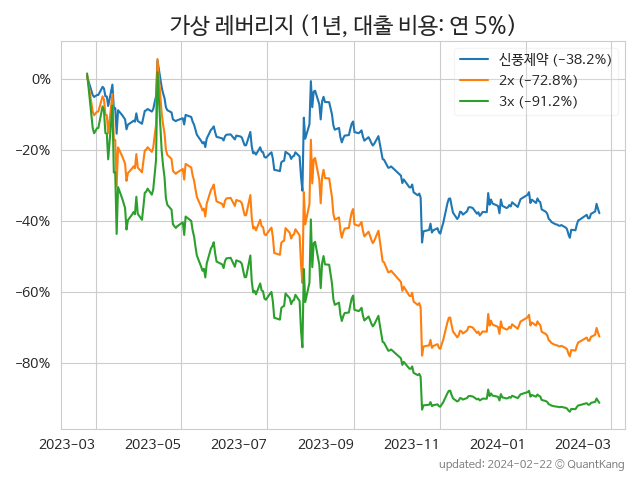 가상 레버리지 (1년, 대출 비용: 연 5%)
신풍제약 (−38.2%)
2x (−72.8%)
3x (−91.2%)
0%
−20%
−40%
−60%
−80%
2023−03 2023−05 2023−07 2023−09 2023−11 2024−01 2024−03
updated: 2024−02−22 © QuantKang